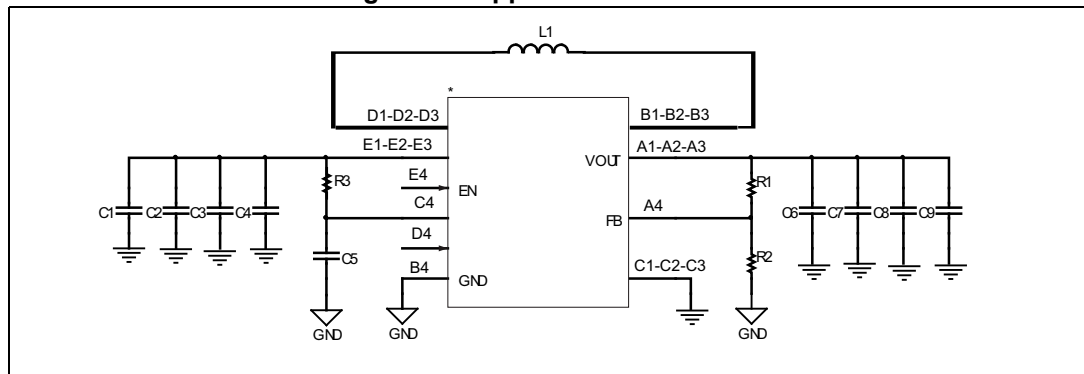 L1
*
D1-D2-D3
B1-B2-B3
E1-E2-E3
VOUT
A1-A2-A3
R3
E4
EN
R1
C1
C2
C3
C4
C4
A4
FB
C6
C7
C8
C9
D4
C5
R2
B4
GND
C1-C2-C3
GND
GND
GND